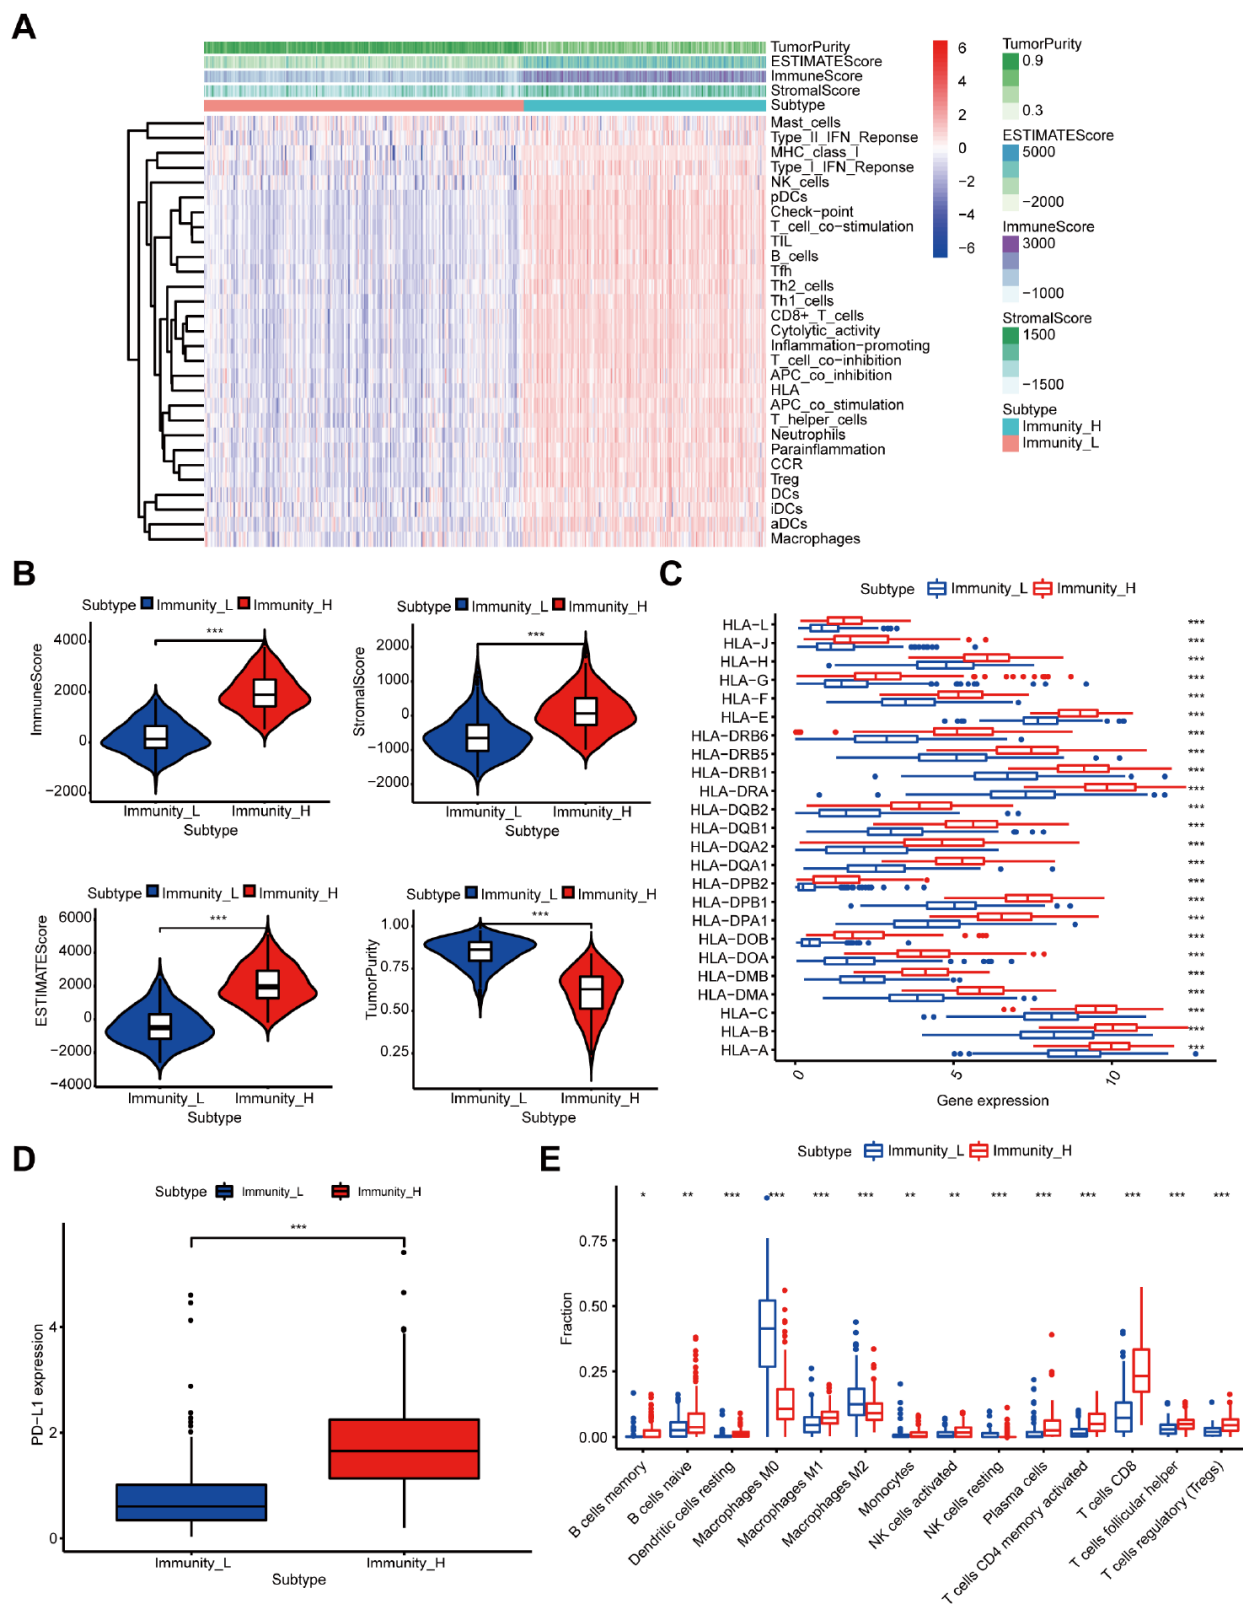 A
TumorPurity
ESTIMATEScore
ImmuneScore
StromalScore
Subtype
Mast_cells
Type_II_IFN_Reponse
MHC_class_I
Type_I_IFN_Reponse
NK_cells
pDCs
Check-point
T_cell_co-stimulation
TIL
B_cells
Tfh
Th2_cells
Th1_cells
CD8+_T_cells
Cytolytic_activity
Inflammation-promoting
T_cell_co-inhibition
APC_co_inhibition
HLA
APC_co_stimulation
T_helper_cells
Neutrophils
Parainflammation
CCR
Treg
DCs
iDCs
aDCs
Macrophages
6
4
2
0
−2
−4
−6
TumorPurity
0.9
0.3
ESTIMATEScore
5000
−2000
ImmuneScore
3000
−1000
StromalScore
1500
−1500
Subtype
Immunity_H
Immunity_L
B
Subtype Immunity_L Immunity_H
ImmuneScore
4000
2000
0
−2000
***
Immunity_L Immunity_H
Subtype
Subtype Immunity_L Immunity_H
StromalScore
2000
1000
0
−1000
−2000
***
Immunity_L Immunity_H
Subtype
Subtype Immunity_L Immunity_H
ESTIMATEScore
6000
4000
2000
0
−2000
−4000
***
Immunity_L Immunity_H
Subtype
Subtype Immunity_L Immunity_H
TumorPurity
1.00
0.75
0.50
0.25
***
Immunity_L Immunity_H
Subtype
C
Subtype Immunity_L Immunity_H
HLA−L ***
HLA−J ***
HLA−H ***
HLA−G ***
HLA−F ***
HLA−E ***
HLA−DRB6 ***
HLA−DRB5 ***
HLA−DRB1 ***
HLA−DRA ***
HLA−DQB2 ***
HLA−DQB1 ***
HLA−DQA2 ***
HLA−DQA1 ***
HLA−DPB2 ***
HLA−DPB1 ***
HLA−DPA1 ***
HLA−DOB ***
HLA−DOA ***
HLA−DMB ***
HLA−DMA ***
HLA−C ***
HLA−B ***
HLA−A ***
0 5 10
Gene expression
D
Subtype Immunity_L Immunity_H
PD−L1 expression
4
2
0
***
Immunity_L Immunity_H
Subtype
E
Subtype Immunity_L Immunity_H
* ** *** *** *** *** ** ** *** *** *** *** *** ***
Fraction
0.75
0.50
0.25
0.00
B cells memory
B cells naive
Dendritic cells resting
Macrophages M0
Macrophages M1
Macrophages M2
Monocytes
NK cells activated
NK cells resting
Plasma cells
T cells CD4 memory activated
T cells CD8
T cells follicular helper
T cells regulatory (Tregs)